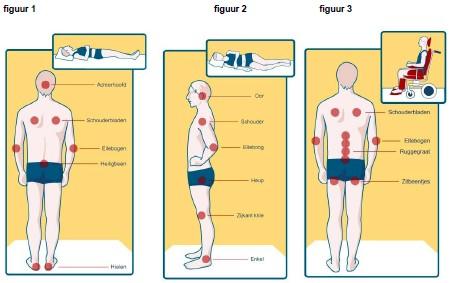 figuur 1
Achterhoofd
Schouderbladen
Ellebogen
Heiligbeen
Hielen
figuur 2
Oor
Schouder
Elleboog
Heup
Zijkant knie
Enkel
figuur 3
Schouderbladen
Ellebogen
Ruggegraat
Zitbeentjes